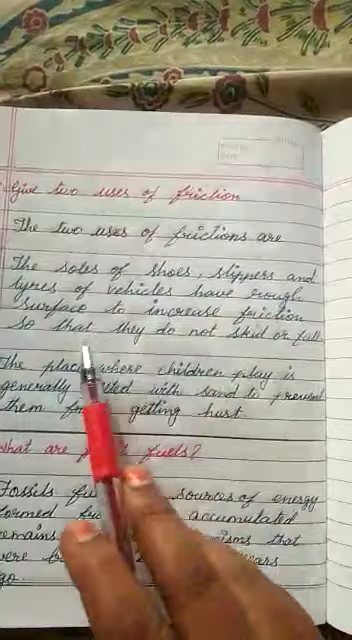 Give two uses of friction
The two uses of frictions are
The soles of shoes, slippers and
tyres of vehicles have rough
surface to increase friction
so that they do not skid or fall
The place where children play is
generally with sand to prevent
them getting hurt
What are fuels?
Fossils sources of energy
formed accumulated
remains that
were
ago.